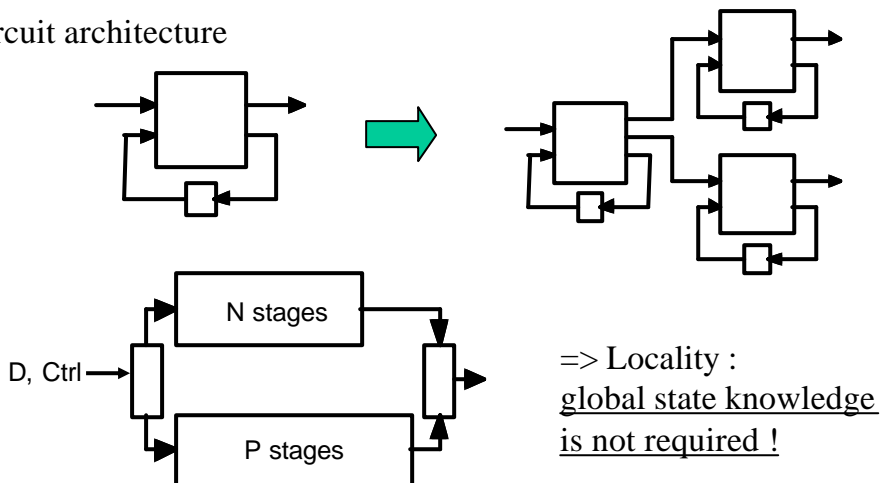 rcuit architecture
N stages
D, Ctrl
P stages
=> Locality :
global state knowledge
is not required !